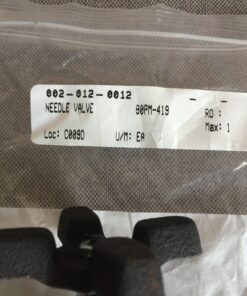 002-012-0012 - -
NEEDLE VALVE 80PM-419 RO :
Max: 1
Loc: C009D U/M: EA